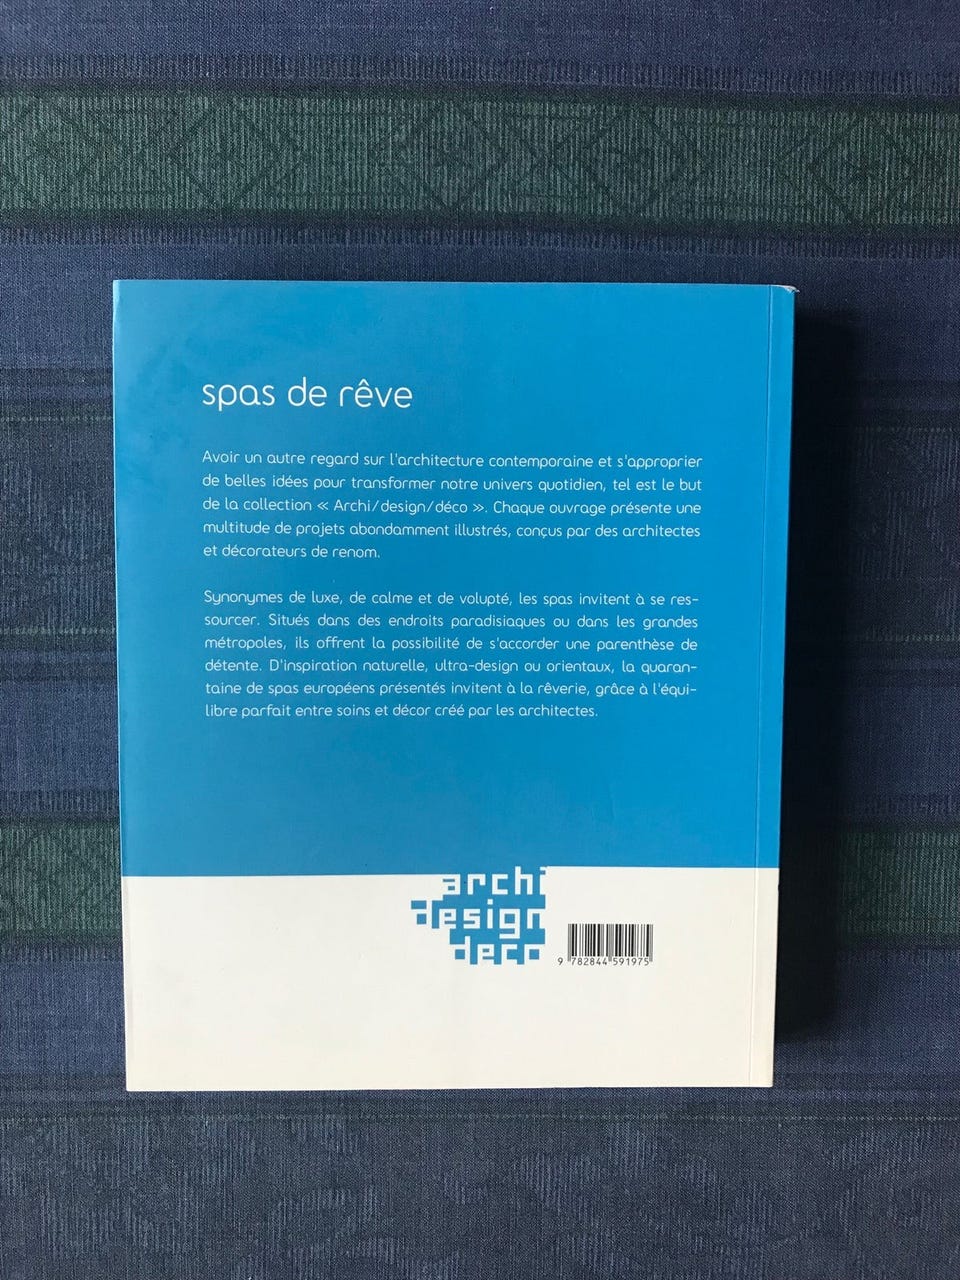 spas de rêve
Avoir un autre regard sur l'architecture contemporaine et s'approprier
de belles idées pour transformer notre univers quotidien, tel est le but
de la collection « Archi/design/déco ». Chaque ouvrage présente une
multitude de projets abondamment illustrés, conçus par des architectes
et décorateurs de renom.
Synonymes de luxe, de calme et de volupté, les spas invitent à se res-
sourcer. Situés dans des endroits paradisiaques ou dans les grandes
métropoles, ils offrent la possibilité de s'accorder une parenthèse de
détente. D'inspiration naturelle, ultra-design ou orientaux, la quaran-
taine de spas européens présentés invitent à la rêverie, grâce à l'équi-
libre parfait entre soins et décor créé par les architectes.
archi
design
deco
9 782844 591975